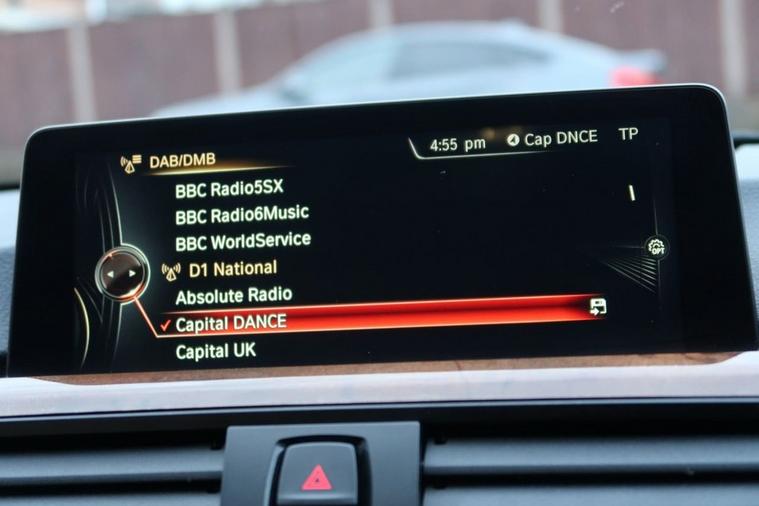 DAB/DMB
4:55 pm Cap DNCE TP
BBC Radio5SX
BBC Radio6Music
BBC WorldService
D1 National
OPT
Absolute Radio
Capital DANCE
Capital UK